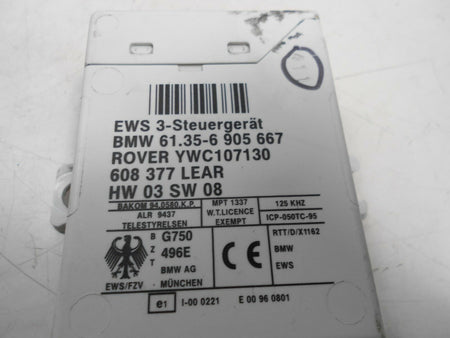 EWS 3-Steuergerät
BMW 61.35-6 905 667
ROVER YWC107130
608 377 LEAR
HW 03 SW 08
BAKOM 94.0580.K.P.
ALR 9437
TELESTYRELSEN
MPT 1337
W.T.LICENCE
EXEMPT
125 KHZ
ICP-050TC-95
B
Z
T
G750
496E
BMW AG
EWS/FZV · MÜNCHEN
CE
RTT/D/X1162
BMW
EWS
e1
I-00 0221
E 00 96 0801